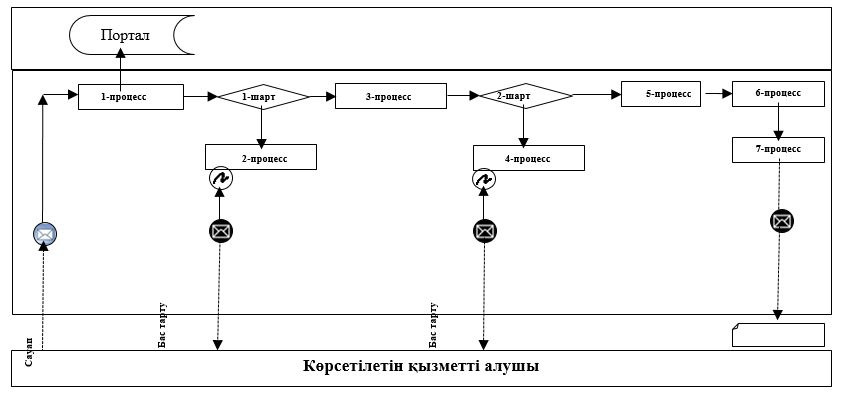 Портал
1-процесс
1-шарт
3-процесс
2-шарт
5-процесс
6-процесс
2-процесс
4-процесс
7-процесс
Сауап
Бас тарту
Бас тарту
Көрсетілетін қызметті алушы